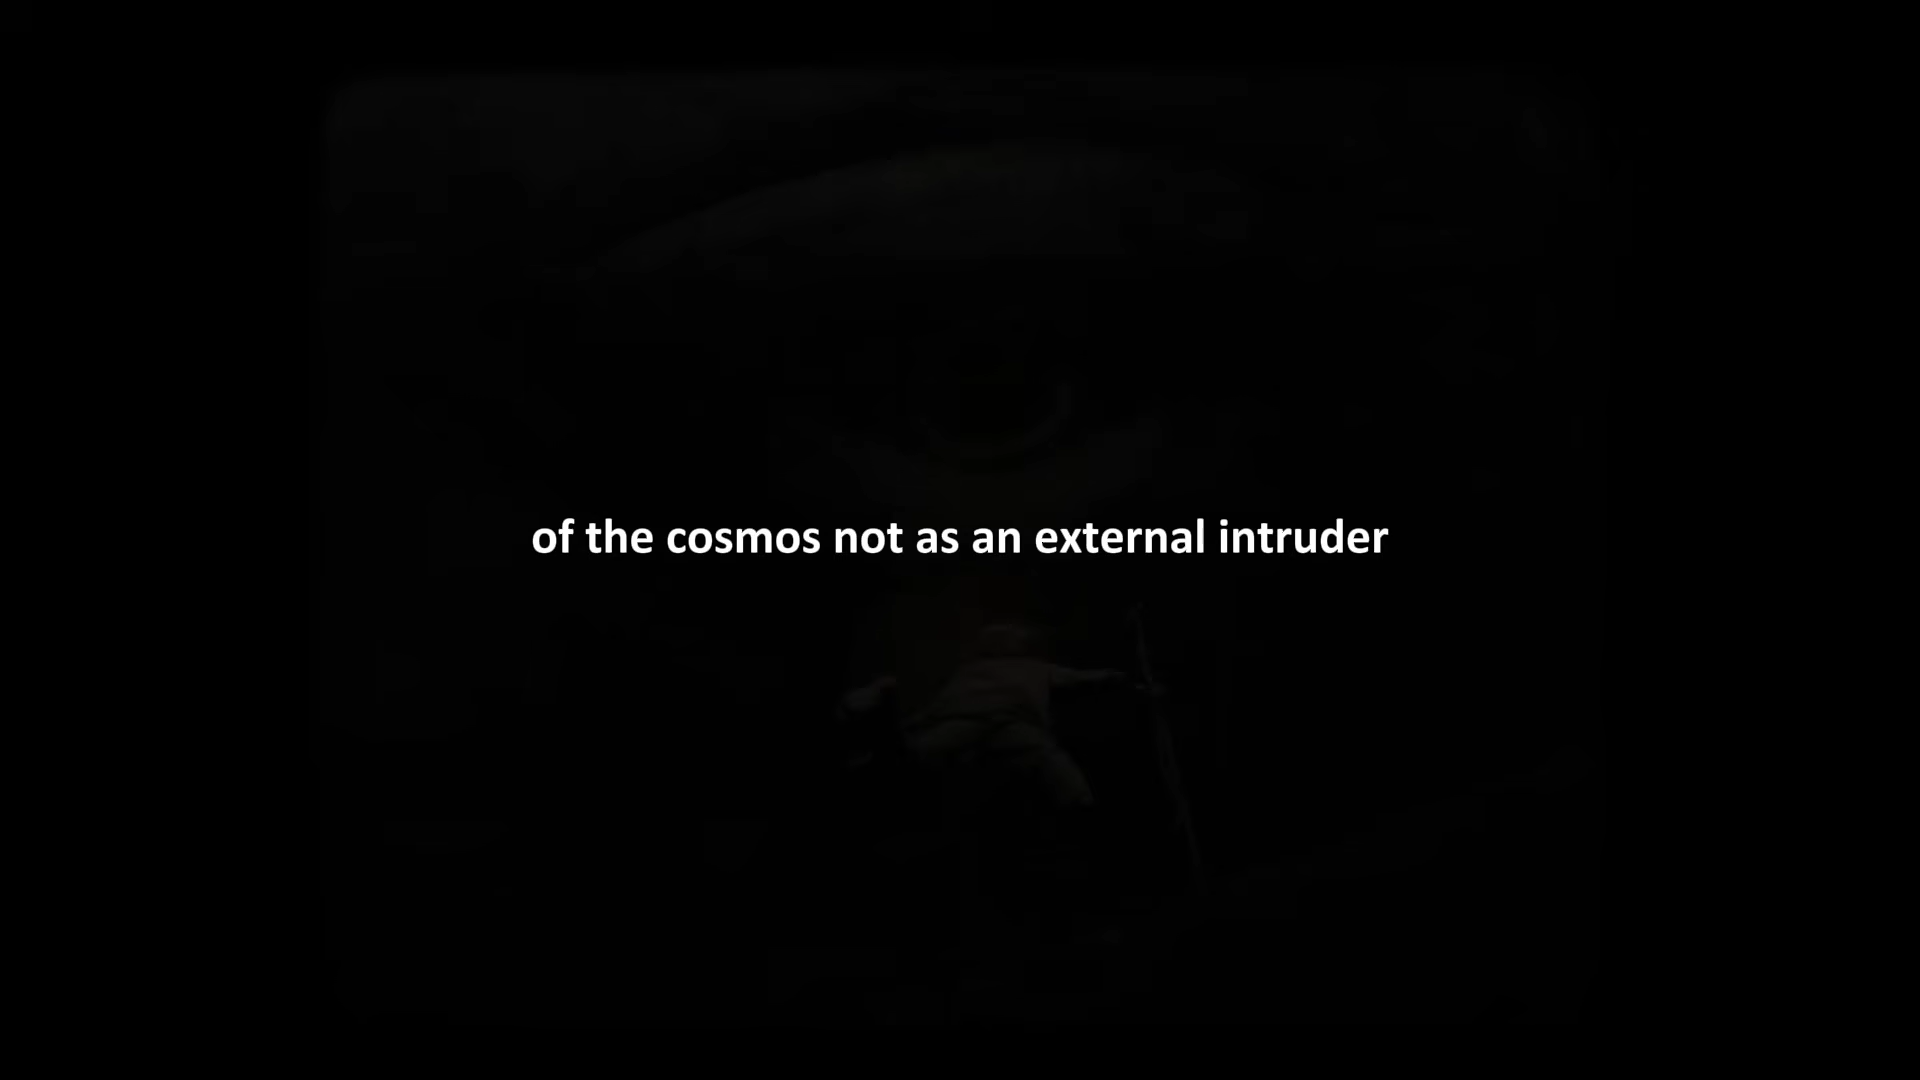 of the cosmos not as an external intruder